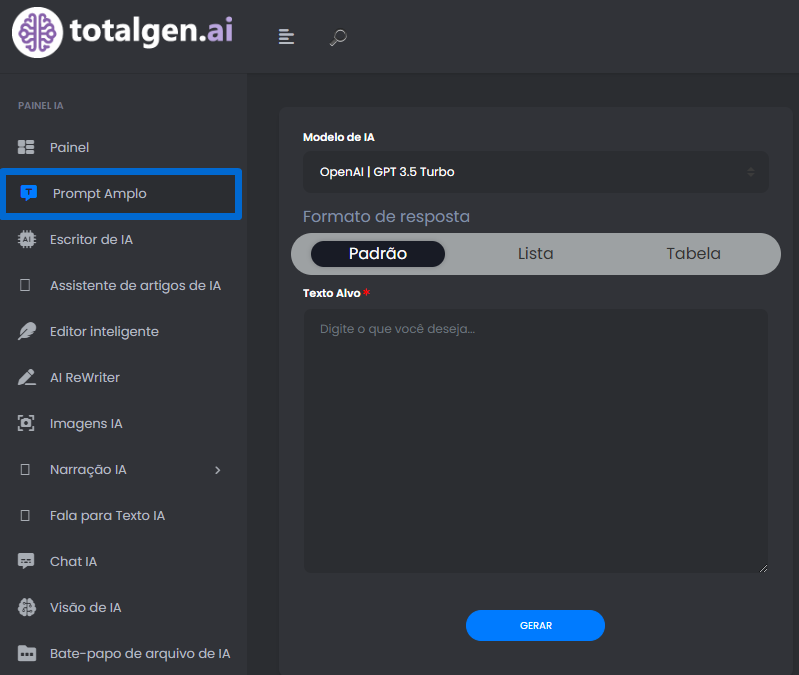 totalgen.ai
PAINEL IA
Painel
Prompt Amplo
Escritor de IA
Assistente de artigos de IA
Editor inteligente
AI ReWriter
Imagens IA
Narração IA
Fala para Texto IA
Chat IA
Visão de IA
Bate-papo de arquivo de IA
Modelo de IA
OpenAI | GPT 3.5 Turbo
Formato de resposta
Padrão Lista Tabela
Texto Alvo *
Digite o que você deseja...
GERAR